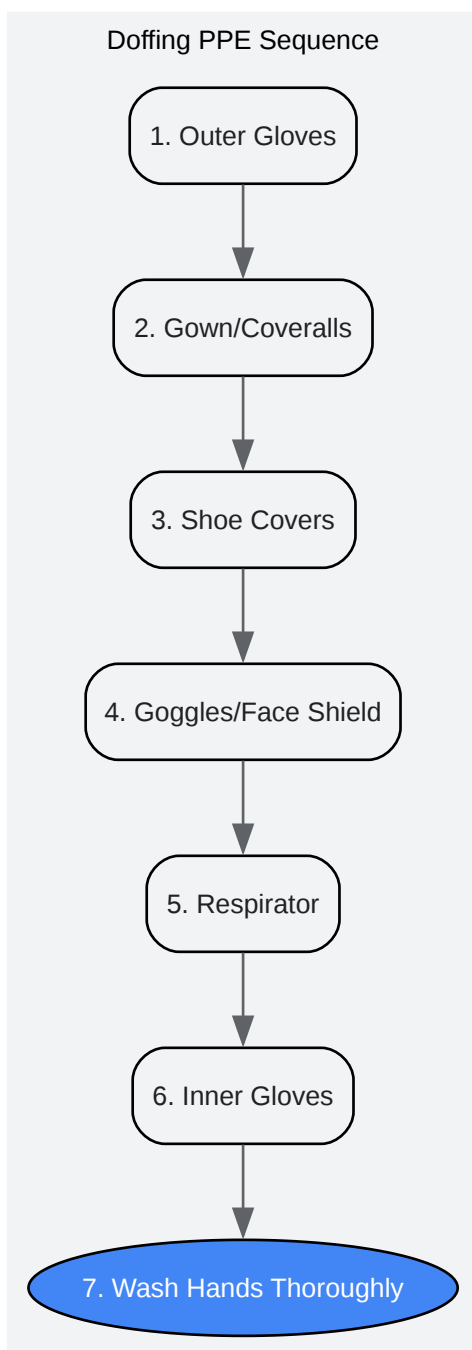 Doffing PPE Sequence
1. Outer Gloves
2. Gown/Coveralls
3. Shoe Covers
4. Goggles/Face Shield
5. Respirator
6. Inner Gloves
7. Wash Hands Thoroughly